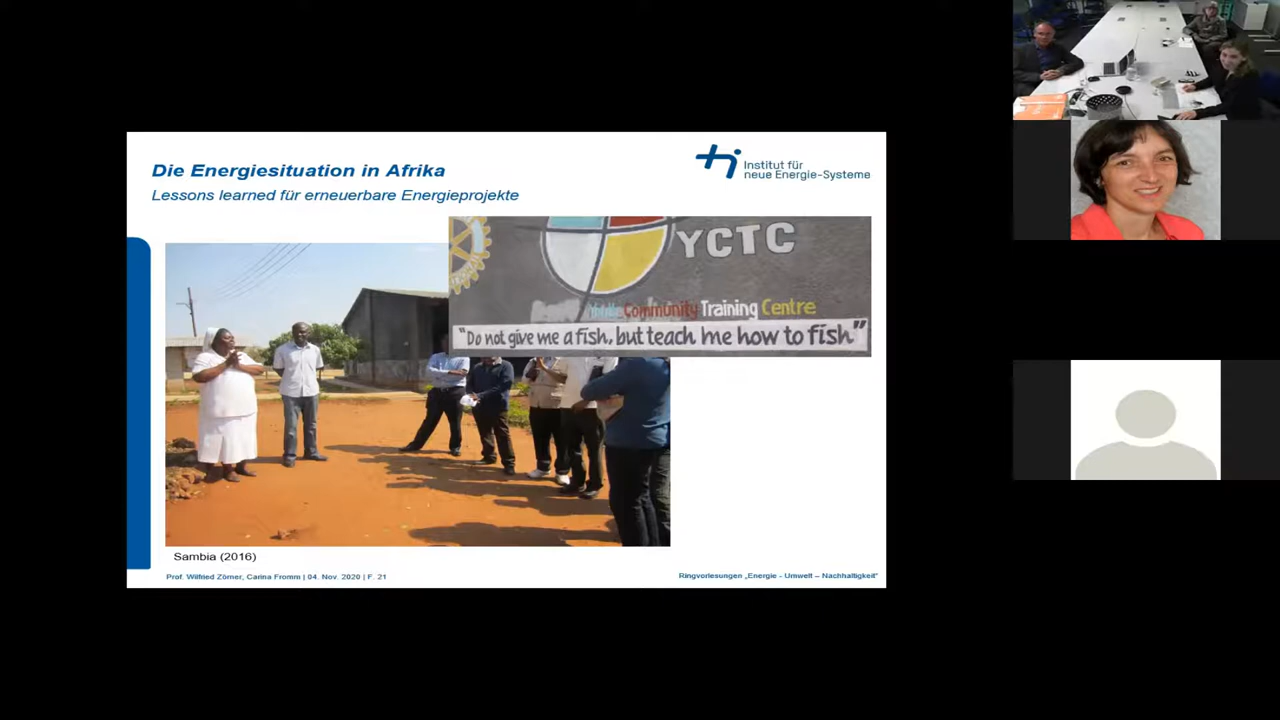 Die Energiesituation in Afrika
Lessons learned für erneuerbare Energieprojekte
Institut für
neue Energie-Systeme
YCTC
Community Training Centre
"Do not give me a fish, but teach me how to fish"
Sambia (2016)
Prof. Wilfried Zörner, Carina Fromm | 04. Nov. 2020 | F. 21
Ringvorlesungen „Energie - Umwelt – Nachhaltigkeit"